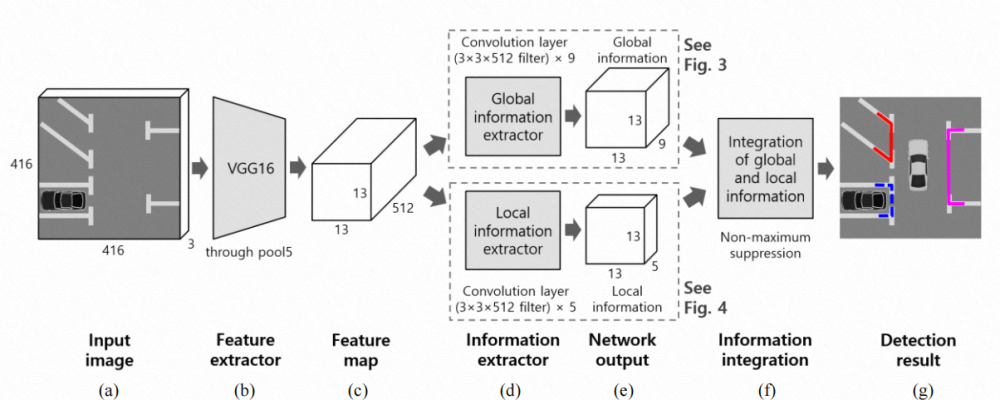 Convolution layer
(3×3×512 filter) × 9
Global
information
See
Fig. 3
Global
information
extractor
13
13
9
416
416
3
VGG16
through pool5
13
13
512
Integration
of global
and local
information
Non-maximum
suppression
Local
information
extractor
13
13
5
Convolution layer
(3×3×512 filter) × 5
Local
information
See
Fig. 4
Input
image
(a)
Feature
extractor
(b)
Feature
map
(c)
Information
extractor
(d)
Network
output
(e)
Information
integration
(f)
Detection
result
(g)